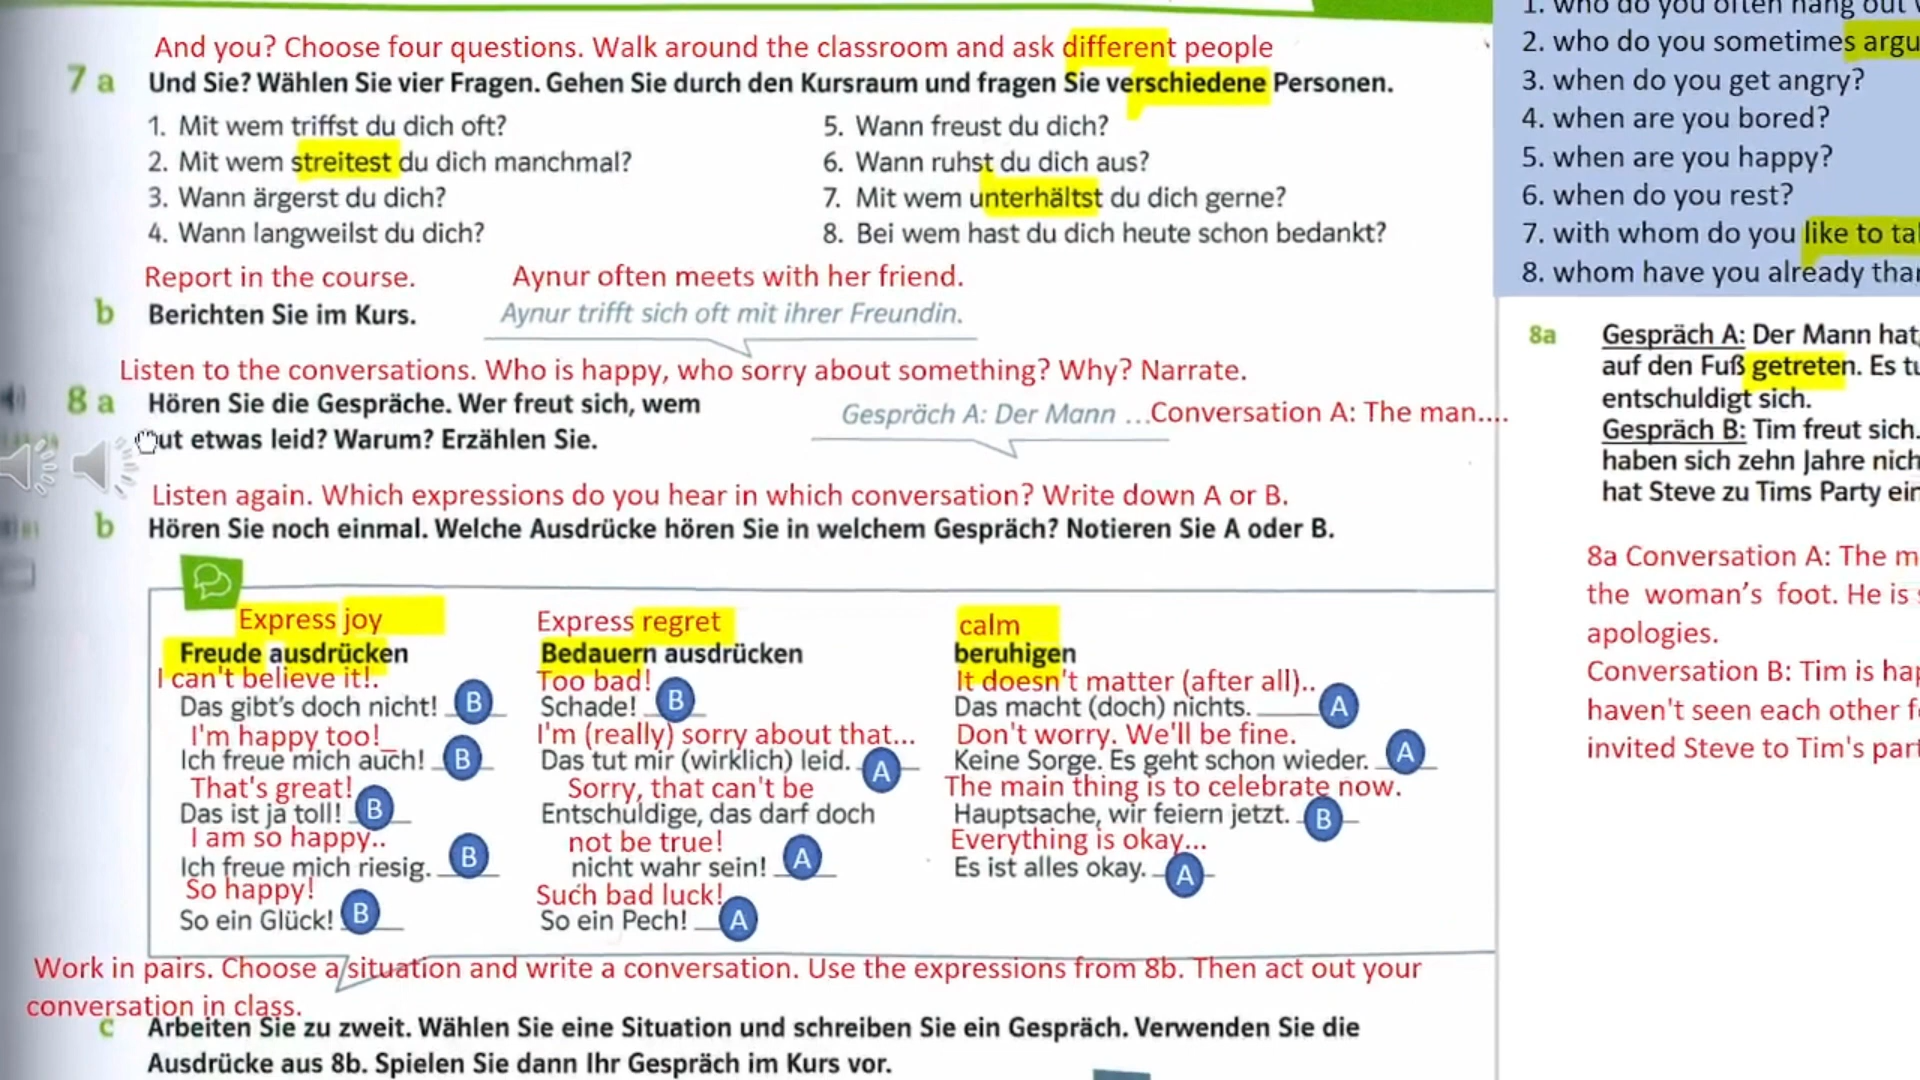 And you? Choose four questions. Walk around the classroom and ask different people
7 a Und Sie? Wählen Sie vier Fragen. Gehen Sie durch den Kursraum und fragen Sie verschiedene Personen.
1. Mit wem triffst du dich oft?
2. Mit wem streitest du dich manchmal?
3. Wann ärgerst du dich?
4. Wann langweilst du dich?
5. Wann freust du dich?
6. Wann ruhst du dich aus?
7. Mit wem unterhältst du dich gerne?
8. Bei wem hast du dich heute schon bedankt?
Report in the course. Aynur often meets with her friend.
b Berichten Sie im Kurs. Aynur trifft sich oft mit ihrer Freundin.
Listen to the conversations. Who is happy, who sorry about something? Why? Narrate.
8 a Hören Sie die Gespräche. Wer freut sich, wem
tut etwas leid? Warum? Erzählen Sie.
Gespräch A: Der Mann ... Conversation A: The man....
Listen again. Which expressions do you hear in which conversation? Write down A or B.
b Hören Sie noch einmal. Welche Ausdrücke hören Sie in welchem Gespräch? Notieren Sie A oder B.
Express joy
Freude ausdrücken
I can't believe it!.
Das gibt's doch nicht! B
I'm happy too!
Ich freue mich auch! B
That's great!
Das ist ja toll! B
I am so happy..
Ich freue mich riesig. B
So happy!
So ein Glück! B
Express regret
Bedauern ausdrücken
Too bad!
Schade! B
I'm (really) sorry about that...
Das tut mir (wirklich) leid. A
Sorry, that can't be
Entschuldige, das darf doch
not be true!
nicht wahr sein! A
Such bad luck!
So ein Pech! A
calm
beruhigen
It doesn't matter (after all)..
Das macht (doch) nichts. A
Don't worry. We'll be fine.
Keine Sorge. Es geht schon wieder. A
The main thing is to celebrate now.
Hauptsache, wir feiern jetzt. B
Everything is okay...
Es ist alles okay. A
Work in pairs. Choose a situation and write a conversation. Use the expressions from 8b. Then act out your
conversation in class.
c Arbeiten Sie zu zweit. Wählen Sie eine Situation und schreiben Sie ein Gespräch. Verwenden Sie die
Ausdrücke aus 8b. Spielen Sie dann Ihr Gespräch im Kurs vor.
1. who do you often hang out
2. who do you sometimes argu
3. when do you get angry?
4. when are you bored?
5. when are you happy?
6. when do you rest?
7. with whom do you like to ta
8. whom have you already tha
8a Gespräch A: Der Mann hat
auf den Fuß getreten. Es tu
entschuldigt sich.
Gespräch B: Tim freut sich.
haben sich zehn Jahre nich
hat Steve zu Tims Party ein
8a Conversation A: The m
the woman's foot. He is
apologies.
Conversation B: Tim is hap
haven't seen each other f
invited Steve to Tim's part